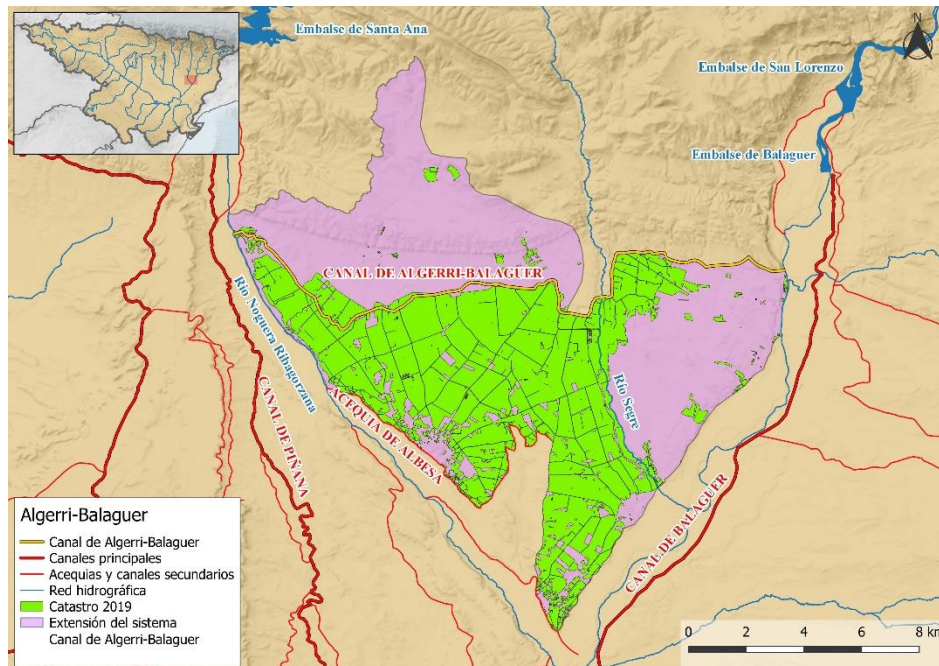 Embalse de Santa Ana
N
Embalse de San Lorenzo
Embalse de Balaguer
CANAL DE ALGERRI-BALAGUER
Río Noguera Ribagorzana
CANAL DE PIÑANA
ACEQUIA DE ALBESA
Río Segre
CANAL DE BALAGUER
Algerri-Balaguer
Canal de Algerri-Balaguer
Canales principales
Acequias y canales secundarios
Red hidrográfica
Catastro 2019
Extensión del sistema
Canal de Algerri-Balaguer
0 2 4 6 8 km